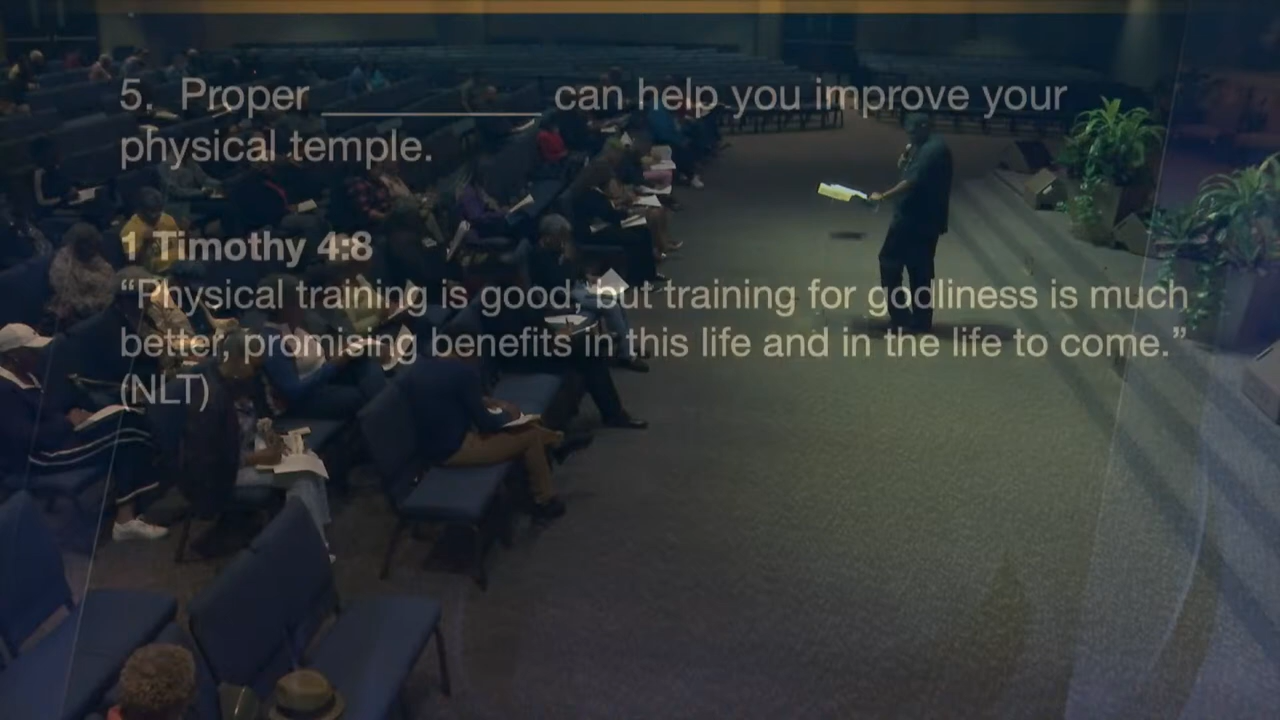 5. Proper __________ can help you improve your
physical temple.
1 Timothy 4:8
“Physical training is good, but training for godliness is much
better, promising benefits in this life and in the life to come.”
(NLT)